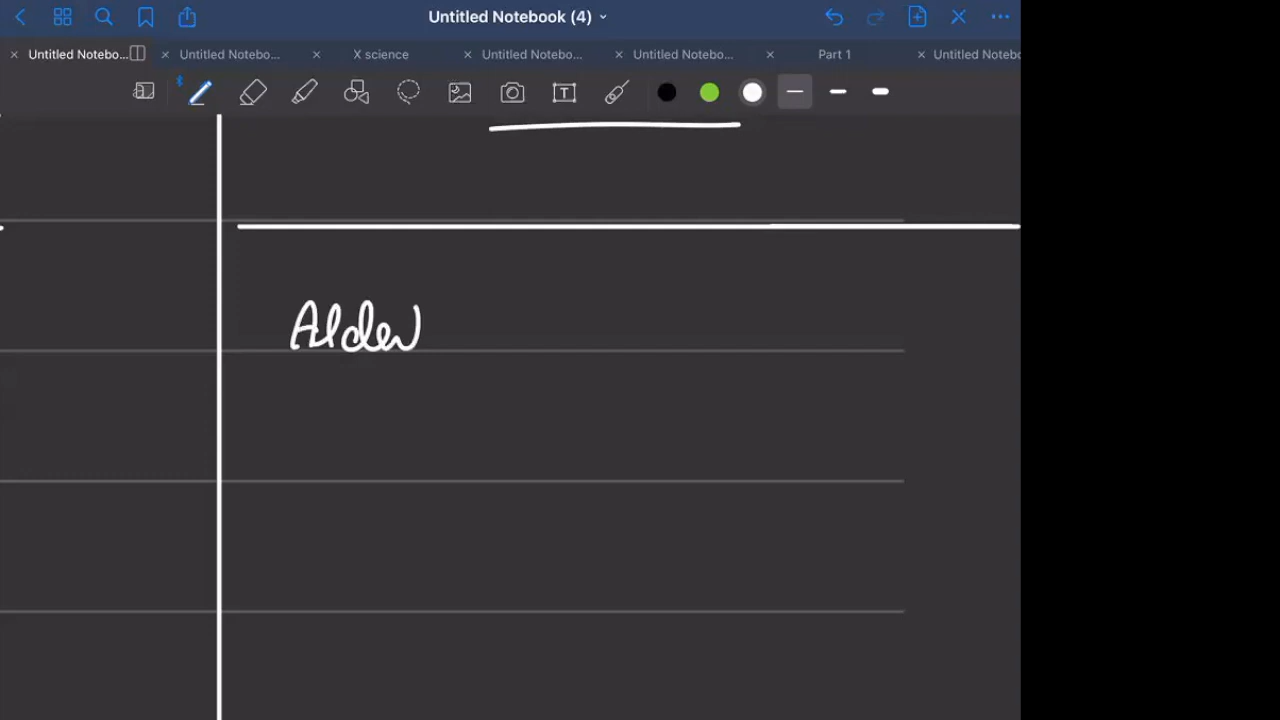 Untitled Notebook (4)
Untitled Notebo...
Untitled Notebo...
X science
Untitled Notebo...
Untitled Notebo...
Part 1
Untitled Notebo
T